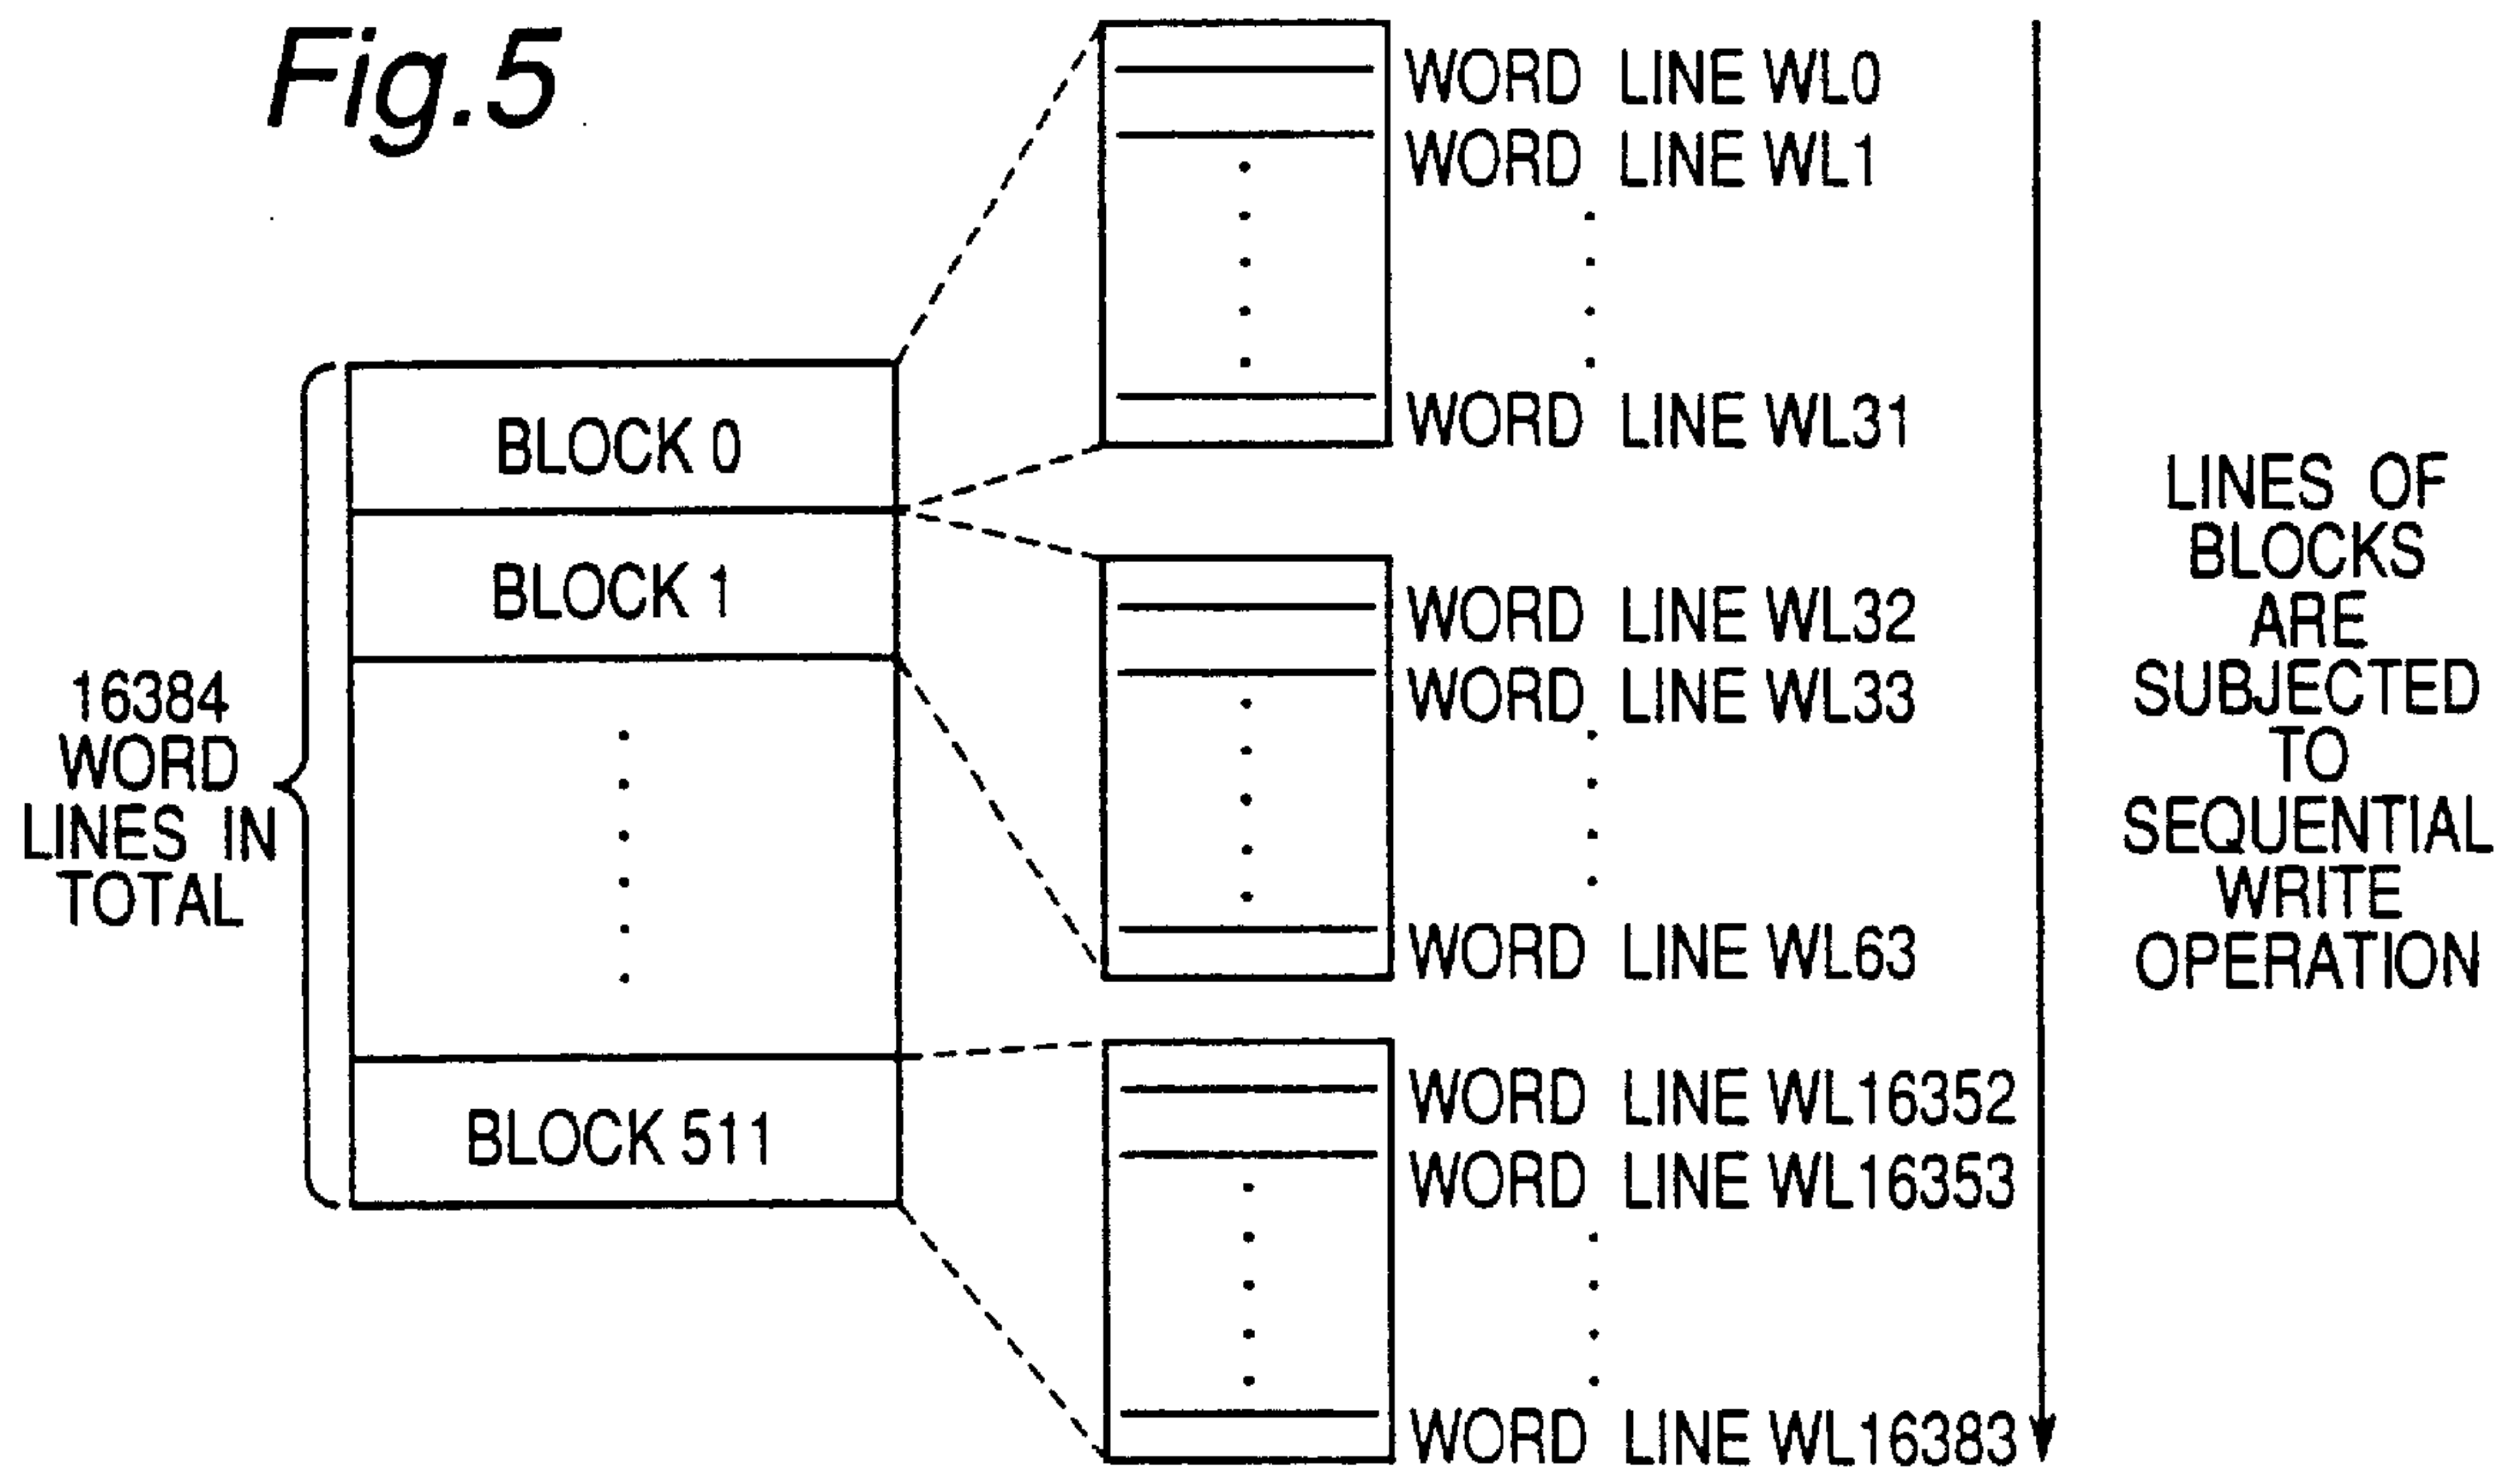 Fig.5
WORD LINE WL0
WORD LINE WL1
WORD LINE WL31
BLOCK 0
BLOCK 1
BLOCK 511
16384
WORD
LINES IN
TOTAL
WORD LINE WL32
WORD LINE WL33
WORD LINE WL63
WORD LINE WL16352
WORD LINE WL16353
WORD LINE WL16383
LINES OF
BLOCKS
ARE
SUBJECTED
TO
SEQUENTIAL
WRITE
OPERATION